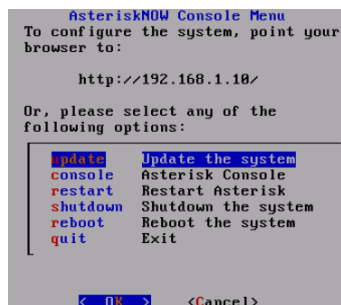 AsteriskNOW Console Menu
To configure the system, point your
browser to:
http://192.168.1.10/
Or, please select any of the
following options:
update Update the system
console Asterisk Console
restart Restart Asterisk
shutdown Shutdown the system
reboot Reboot the system
quit Exit
< OK > <Cancel>